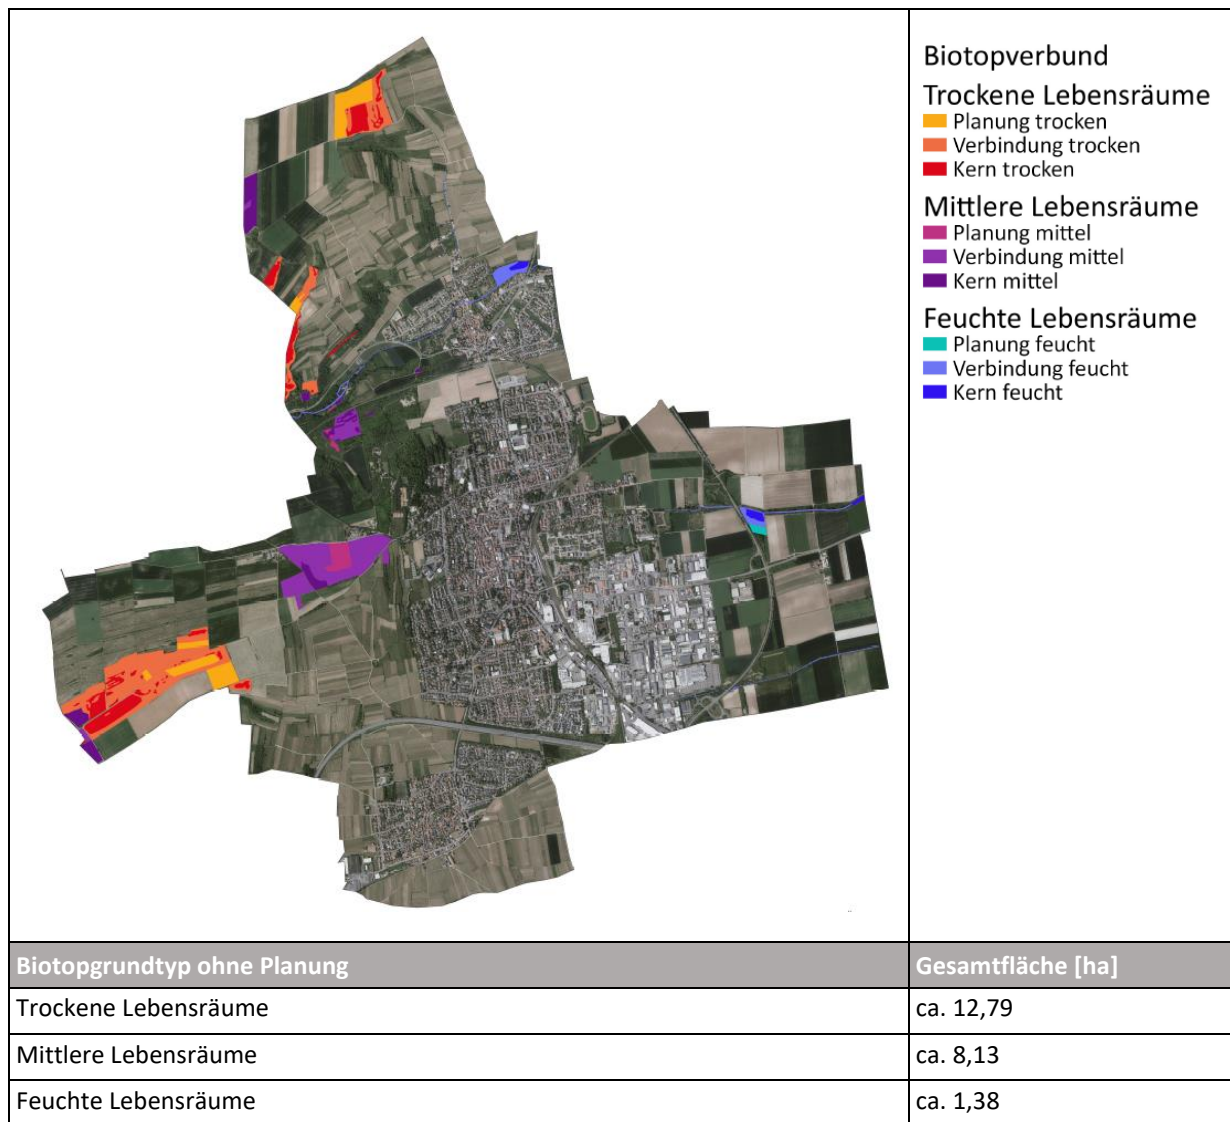 Biotopverbund
Trockene Lebensräume
Planung trocken
Verbindung trocken
Kern trocken
Mittlere Lebensräume
Planung mittel
Verbindung mittel
Kern mittel
Feuchte Lebensräume
Planung feucht
Verbindung feucht
Kern feucht
Biotopgrundtyp ohne Planung
Gesamtfläche [ha]
Trockene Lebensräume
ca. 12,79
Mittlere Lebensräume
ca. 8,13
Feuchte Lebensräume
ca. 1,38